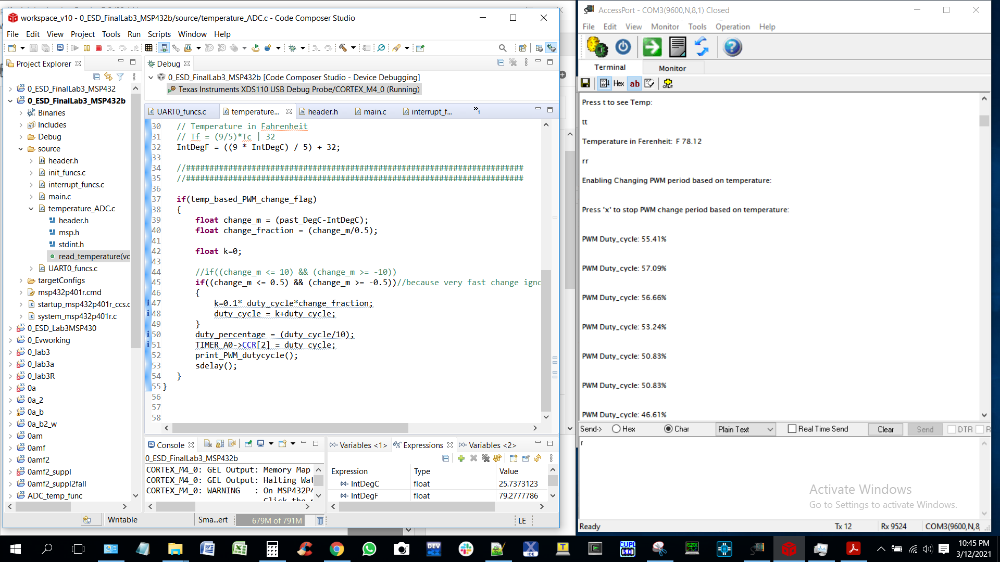 workspace_v10 - 0_ESD_FinalLab3_MSP432b/source/temperature_ADC.c - Code Composer Studio
File Edit View Project Tools Run Scripts Window Help
Project Explorer
0_ESD_FinalLab3_MSP432
0_ESD_FinalLab3_MSP432b
Binaries
Includes
Debug
source
header.h
init_funcs.c
interrupt_funcs.c
main.c
temperature_ADC.c
header.h
msp.h
stdint.h
read_temperature(vc
UART0_funcs.c
targetConfigs
msp432p401r.cmd
startup_msp432p401r_ccs.c
system_msp432p401r.c
0_ESD_Lab3MSP430
0_Evworking
0_lab3
0_lab3a
0_lab3R
0a
0a_2
0a_b
0a_b2_w
0am
0amf
0amf2
0amf2_suppl
0amf2_suppl2fall
ADC_temp_func
Debug
0_ESD_FinalLab3_MSP432b [Code Composer Studio - Device Debugging]
Texas Instruments XDS110 USB Debug Probe/CORTEX_M4_0 (Running)
UART0_funcs.c temperature... header.h main.c interrupt_f... »1
30 // Temperature in Fahrenheit
31 // Tf = (9/5)*Tc | 32
32 IntDegF = ((9 * IntDegC) / 5) + 32;
33
34 //########################################################################
35 //########################################################################
36
37 if(temp_based_PWM_change_flag)
38 {
39 float change_m = (past_DegC-IntDegC);
40 float change_fraction = (change_m/0.5);
41
42 float k=0;
43
44 //if((change_m <= 10) && (change_m >= -10))
45 if((change_m <= 0.5) && (change_m >= -0.5))//because very fast change ignc
46 {
47 k=0.1* duty_cycle*change_fraction;
48 duty_cycle = k+duty_cycle;
49 }
50 duty_percentage = (duty_cycle/10);
51 TIMER_A0->CCR[2] = duty_cycle;
52 print_PWM_dutycycle();
53 sdelay();
54 }
55 }
56
57
58
Console
0_ESD_FinalLab3_MSP432b
CORTEX_M4_0: GEL Output: Memory Map
CORTEX_M4_0: GEL Output: Halting Wat
CORTEX_M4_0: WARNING : On MSP432P4
Variables <1> Expressions Variables <2>
Expression Type Value
IntDegC float 25.7373123
IntDegF float 79.2777786
Writable Sma...ert 679M of 791M LE
AccessPort - COM3(9600,N,8,1) Closed
File Edit View Monitor Tools Operation Help
Terminal Monitor
Hex ab CRLF
Press t to see Temp:
tt
Temperature in Ferenheit: F 78.12
rr
Enabling Changing PWM period based on temperature:
Press 'x' to stop PWM change period based on temperature:
PWM Duty_cycle: 55.41%
PWM Duty_cycle: 57.09%
PWM Duty_cycle: 56.66%
PWM Duty_cycle: 53.24%
PWM Duty_cycle: 50.83%
PWM Duty_cycle: 50.83%
PWM Duty_cycle: 46.61%
Send-> Hex Char Plain Text Real Time Send Clear Send DTR R
r
Activate Windows
Go to Settings to activate Windows.
Ready Tx 12 Rx 9524 COM3(9600,N,8,
10:45 PM
3/12/2021